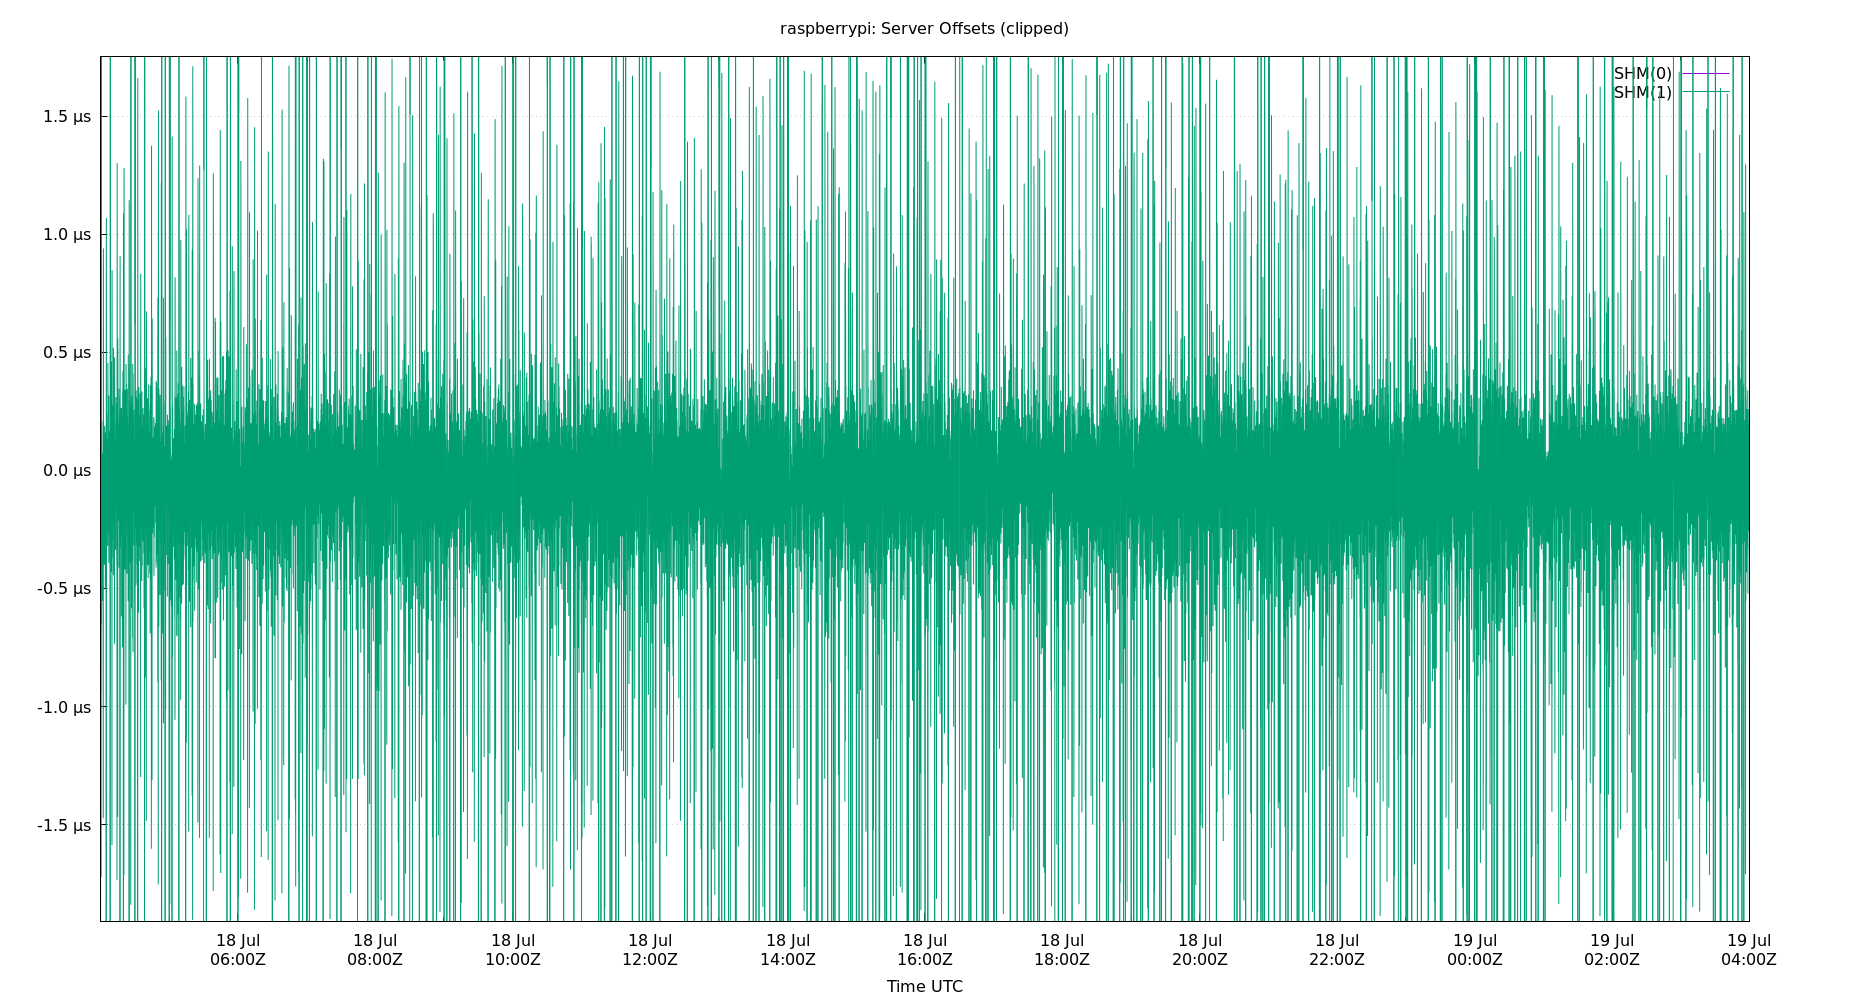 raspberrypi: Server Offsets (clipped)
SHM(0)
SHM(1)
1.5 µs
1.0 µs
0.5 µs
0.0 µs
-0.5 µs
-1.0 µs
-1.5 µs
18 Jul 18 Jul 18 Jul 18 Jul 18 Jul 18 Jul 18 Jul 18 Jul 18 Jul 19 Jul 19 Jul 19 Jul
06:00Z 08:00Z 10:00Z 12:00Z 14:00Z 16:00Z 18:00Z 20:00Z 22:00Z 00:00Z 02:00Z 04:00Z
Time UTC